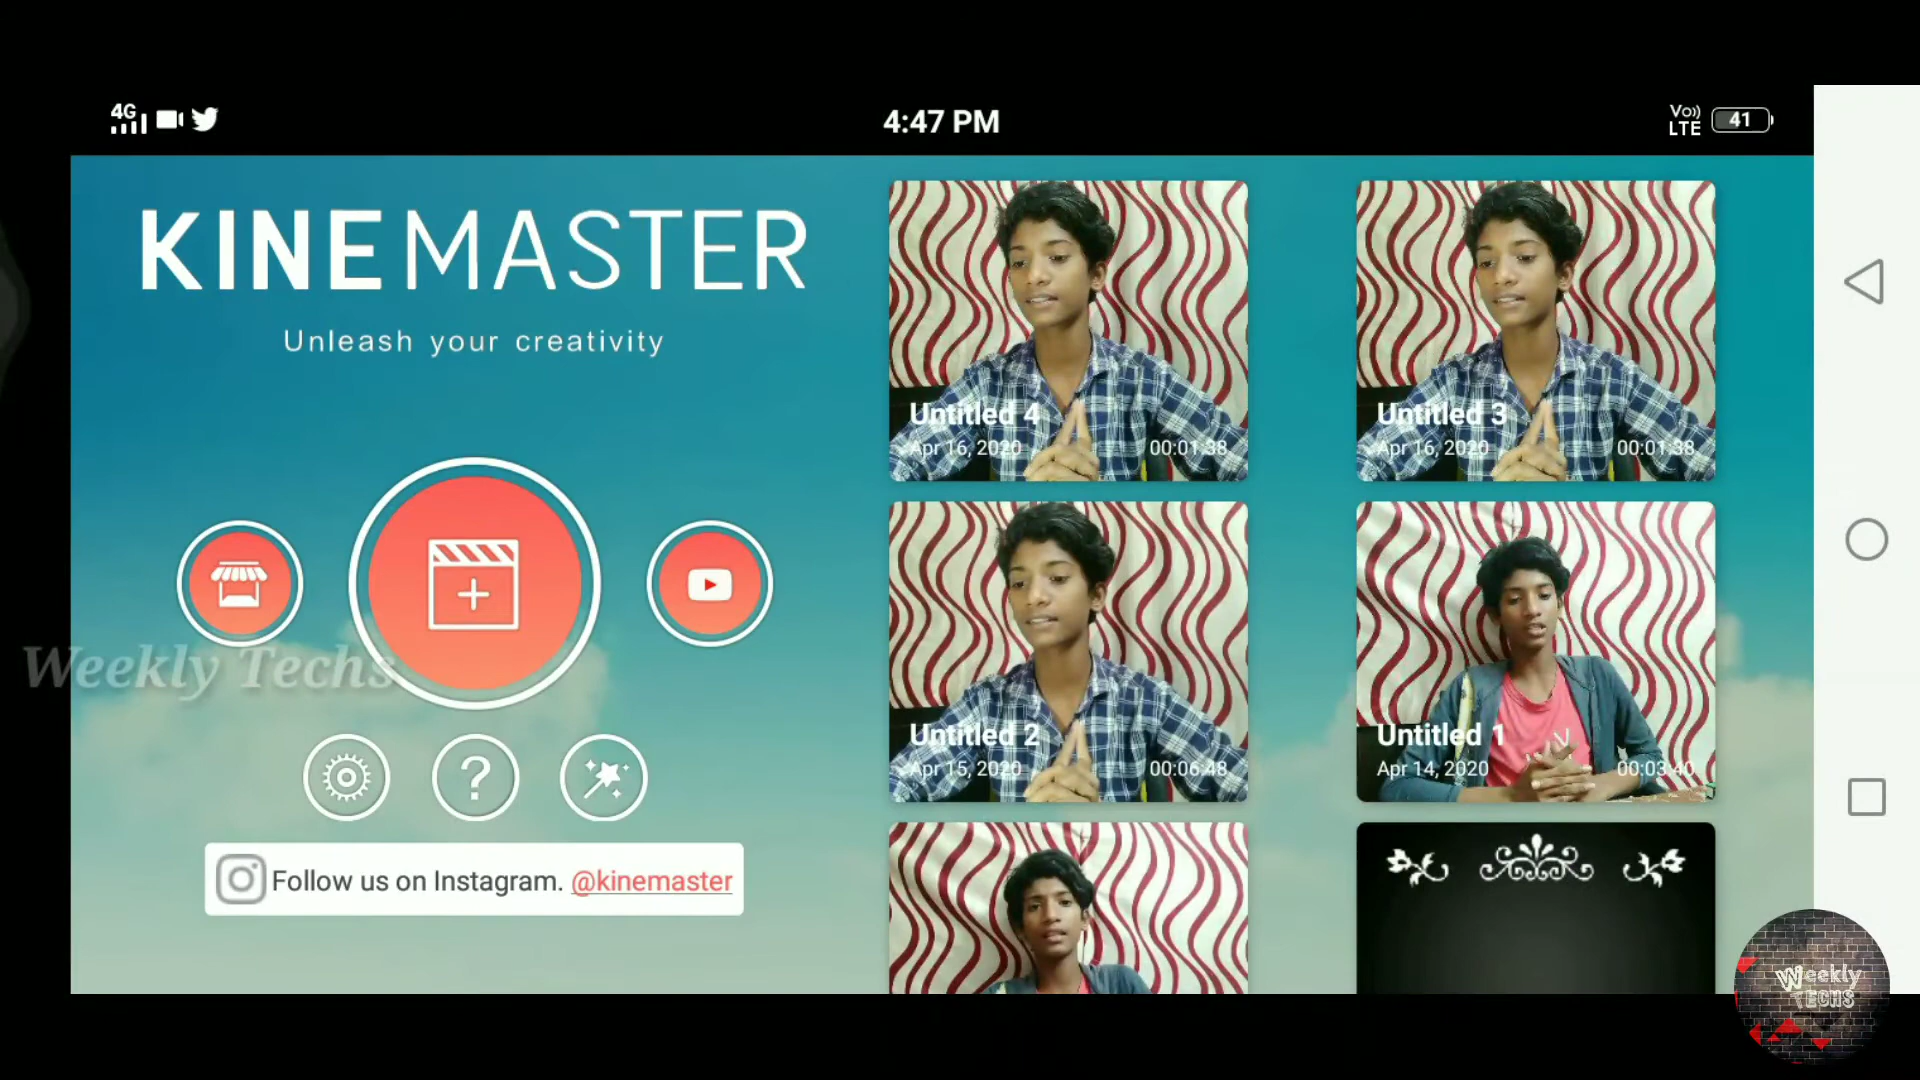 4G
4:47 PM
Vo))
LTE
41
KINEMASTER
Unleash your creativity
Untitled 4
Apr 16, 2020
00:01:38
Untitled 3
Apr 16, 2020
00:01:38
Untitled 2
Apr 15, 2020
00:06:48
Untitled 1
Apr 14, 2020
00:03:40
Weekly Techs
?
Follow us on Instagram. @kinemaster
Weekly
TECHS